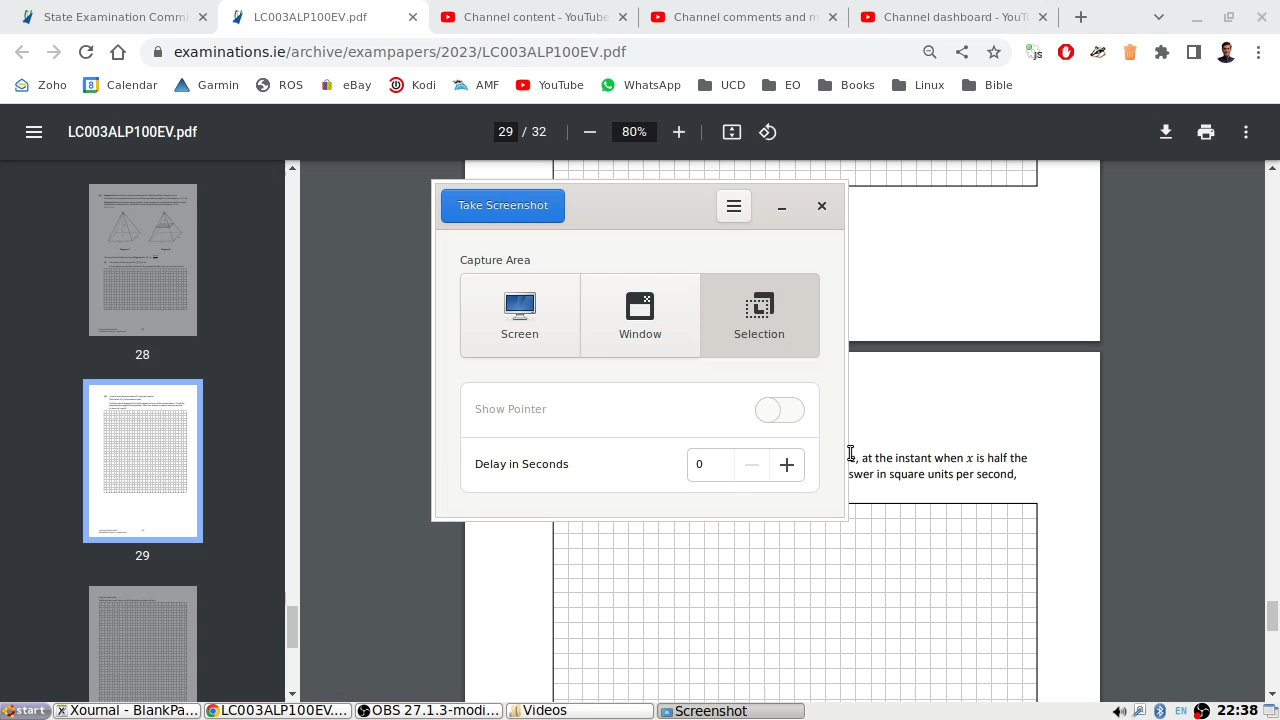 State Examination Commi
LC003ALP100EV.pdf
Channel content - YouTube
Channel comments and m
Channel dashboard - YouTu
examinations.ie/archive/exampapers/2023/LC003ALP100EV.pdf
Zoho
Calendar
Garmin
ROS
eBay
Kodi
AMF
YouTube
WhatsApp
UCD
EO
Books
Linux
Bible
LC003ALP100EV.pdf
29 / 32
80%
28
29
Take Screenshot
Capture Area
Screen
Window
Selection
Show Pointer
Delay in Seconds
0
, at the instant when x is half the
swer in square units per second,
start
Xournal - BlankPa...
LC003ALP100EV....
OBS 27.1.3-modi...
Videos
Screenshot
EN
22:38